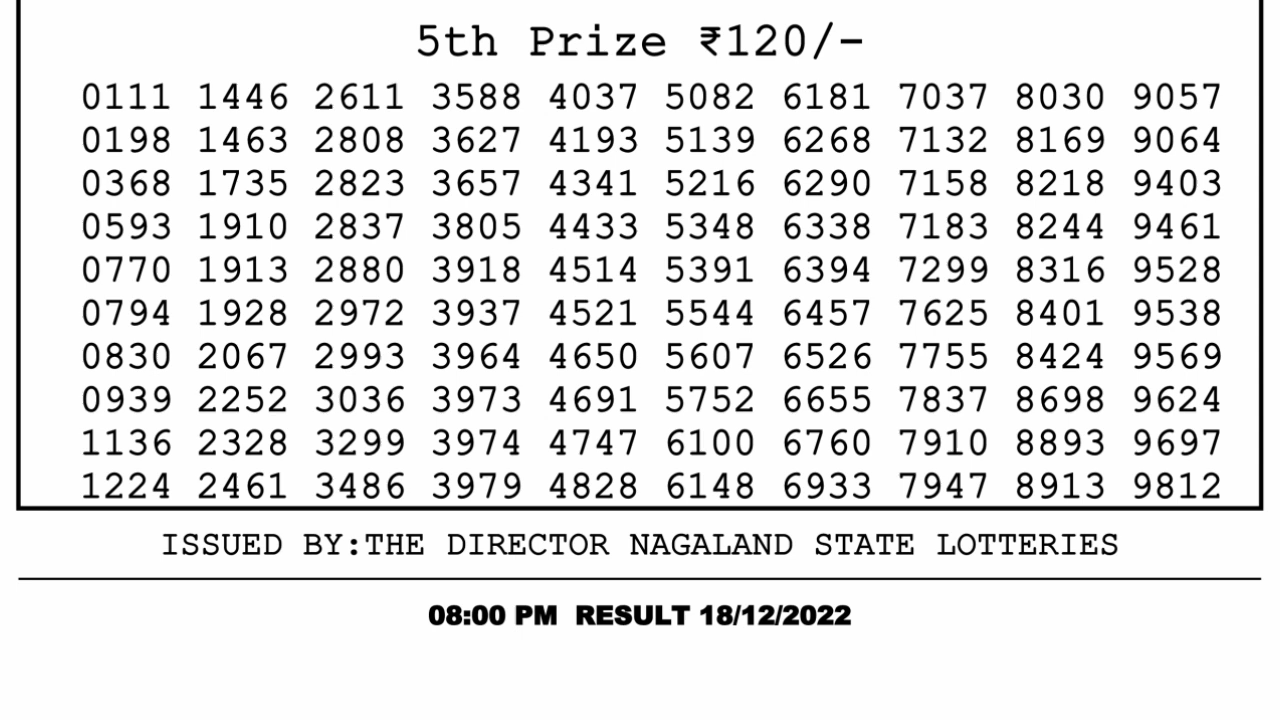 5th Prize ₹120/-
0111 1446 2611 3588 4037 5082 6181 7037 8030 9057
0198 1463 2808 3627 4193 5139 6268 7132 8169 9064
0368 1735 2823 3657 4341 5216 6290 7158 8218 9403
0593 1910 2837 3805 4433 5348 6338 7183 8244 9461
0770 1913 2880 3918 4514 5391 6394 7299 8316 9528
0794 1928 2972 3937 4521 5544 6457 7625 8401 9538
0830 2067 2993 3964 4650 5607 6526 7755 8424 9569
0939 2252 3036 3973 4691 5752 6655 7837 8698 9624
1136 2328 3299 3974 4747 6100 6760 7910 8893 9697
1224 2461 3486 3979 4828 6148 6933 7947 8913 9812
ISSUED BY:THE DIRECTOR NAGALAND STATE LOTTERIES
08:00 PM RESULT 18/12/2022